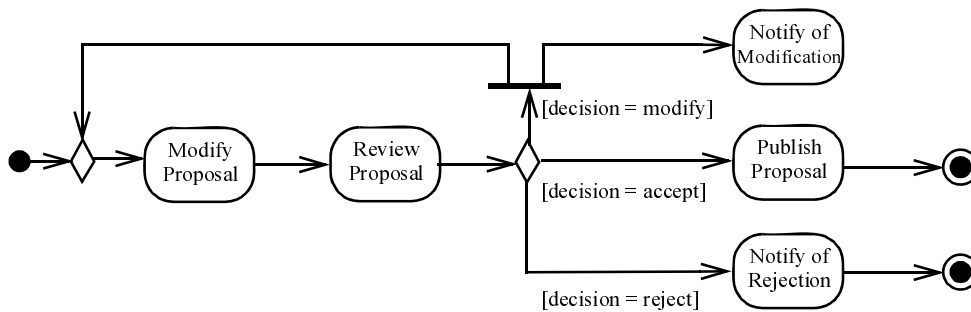 Notify of
Modification
[decision = modify]
Modify
Proposal
Review
Proposal
Publish
Proposal
[decision = accept]
Notify of
Rejection
[decision = reject]